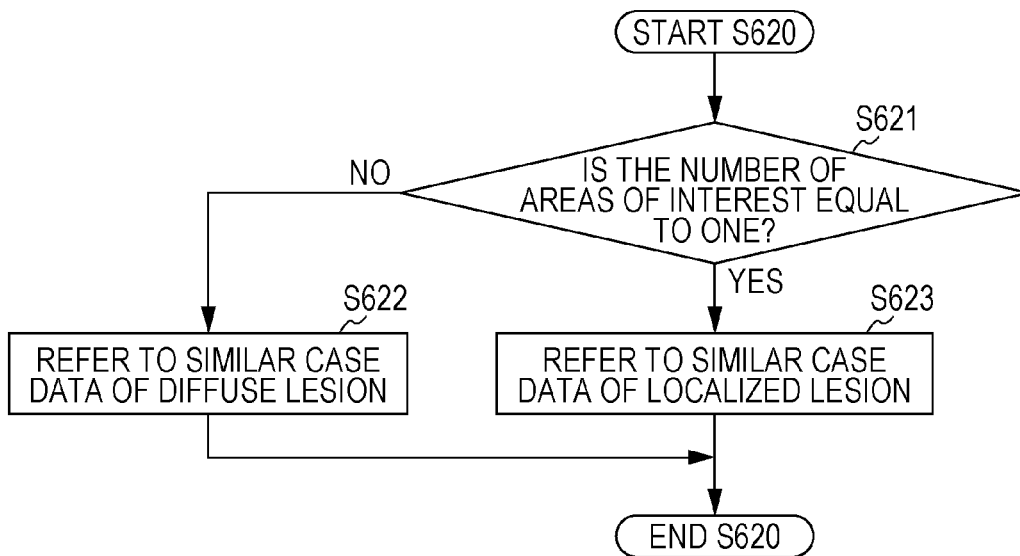 START S620
S621
IS THE NUMBER OF
AREAS OF INTEREST EQUAL
TO ONE?
NO
YES
S622
REFER TO SIMILAR CASE
DATA OF DIFFUSE LESION
S623
REFER TO SIMILAR CASE
DATA OF LOCALIZED LESION
END S620